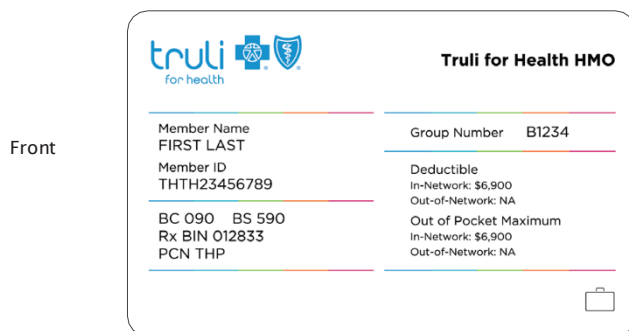 Front
truli
for health
Truli for Health HMO
Member Name
FIRST LAST
Member ID
THTH23456789
BC 090 BS 590
Rx BIN 012833
PCN THP
Group Number B1234
Deductible
In-Network: $6,900
Out-of-Network: NA
Out of Pocket Maximum
In-Network: $6,900
Out-of-Network: NA